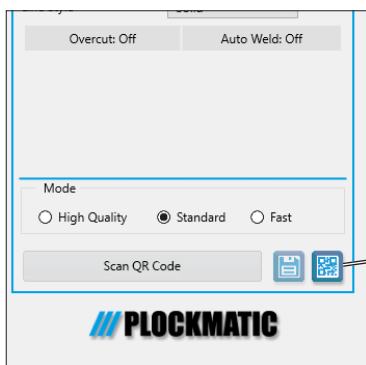 Overcut: Off Auto Weld: Off
Mode
High Quality Standard Fast
Scan QR Code
PLOCKMATIC